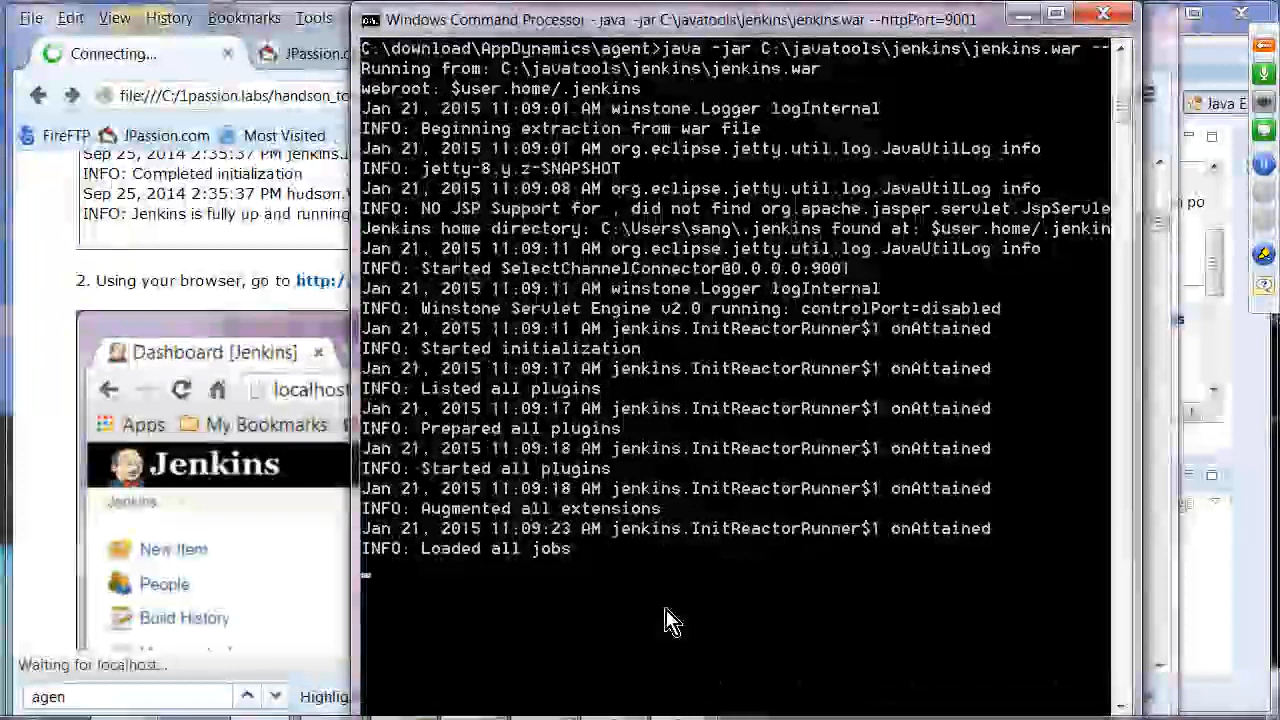 Edit View History Bookmarks Tools
Windows Command Processor - java -jar C:\javatools\jenkins\jenkins.war --httpPort=9001
Connecting...
JPassion.com
file:///C:/1passion.labs/handson_to
FireFTP JPassion.com Most Visited
Sep 25, 2014 2:35:37 PM jenkins.
INFO: Completed initialization
Sep 25, 2014 2:35:37 PM hudson.
INFO: Jenkins is fully up and running
2. Using your browser, go to http:/
Dashboard [Jenkins]
localhost
Apps My Bookmarks
Jenkins
Jenkins
New Item
People
Build History
Waiting for localhost...
agen
Highlig
C:\download\AppDynamics\agent>java -jar C:\javatools\jenkins\jenkins.war --
Running from: C:\javatools\jenkins\jenkins.war
webroot: $user.home/.jenkins
Jan 21, 2015 11:09:01 AM winstone.Logger logInternal
INFO: Beginning extraction from war file
Jan 21, 2015 11:09:01 AM org.eclipse.jetty.util.log.JavaUtilLog info
INFO: jetty-8.y.z-SNAPSHOT
Jan 21, 2015 11:09:08 AM org.eclipse.jetty.util.log.JavaUtilLog info
INFO: NO JSP Support for , did not find org.apache.jasper.servlet.JspServle
Jenkins home directory: C:\Users\sang\.jenkins found at: $user.home/.jenkin
Jan 21, 2015 11:09:11 AM org.eclipse.jetty.util.log.JavaUtilLog info
INFO: Started SelectChannelConnector@0.0.0.0:9001
Jan 21, 2015 11:09:11 AM winstone.Logger logInternal
INFO: Winstone Servlet Engine v2.0 running: controlPort=disabled
Jan 21, 2015 11:09:11 AM jenkins.InitReactorRunner$1 onAttained
INFO: Started initialization
Jan 21, 2015 11:09:17 AM jenkins.InitReactorRunner$1 onAttained
INFO: Listed all plugins
Jan 21, 2015 11:09:17 AM jenkins.InitReactorRunner$1 onAttained
INFO: Prepared all plugins
Jan 21, 2015 11:09:18 AM jenkins.InitReactorRunner$1 onAttained
INFO: Started all plugins
Jan 21, 2015 11:09:18 AM jenkins.InitReactorRunner$1 onAttained
INFO: Augmented all extensions
Jan 21, 2015 11:09:23 AM jenkins.InitReactorRunner$1 onAttained
INFO: Loaded all jobs
Java E
po